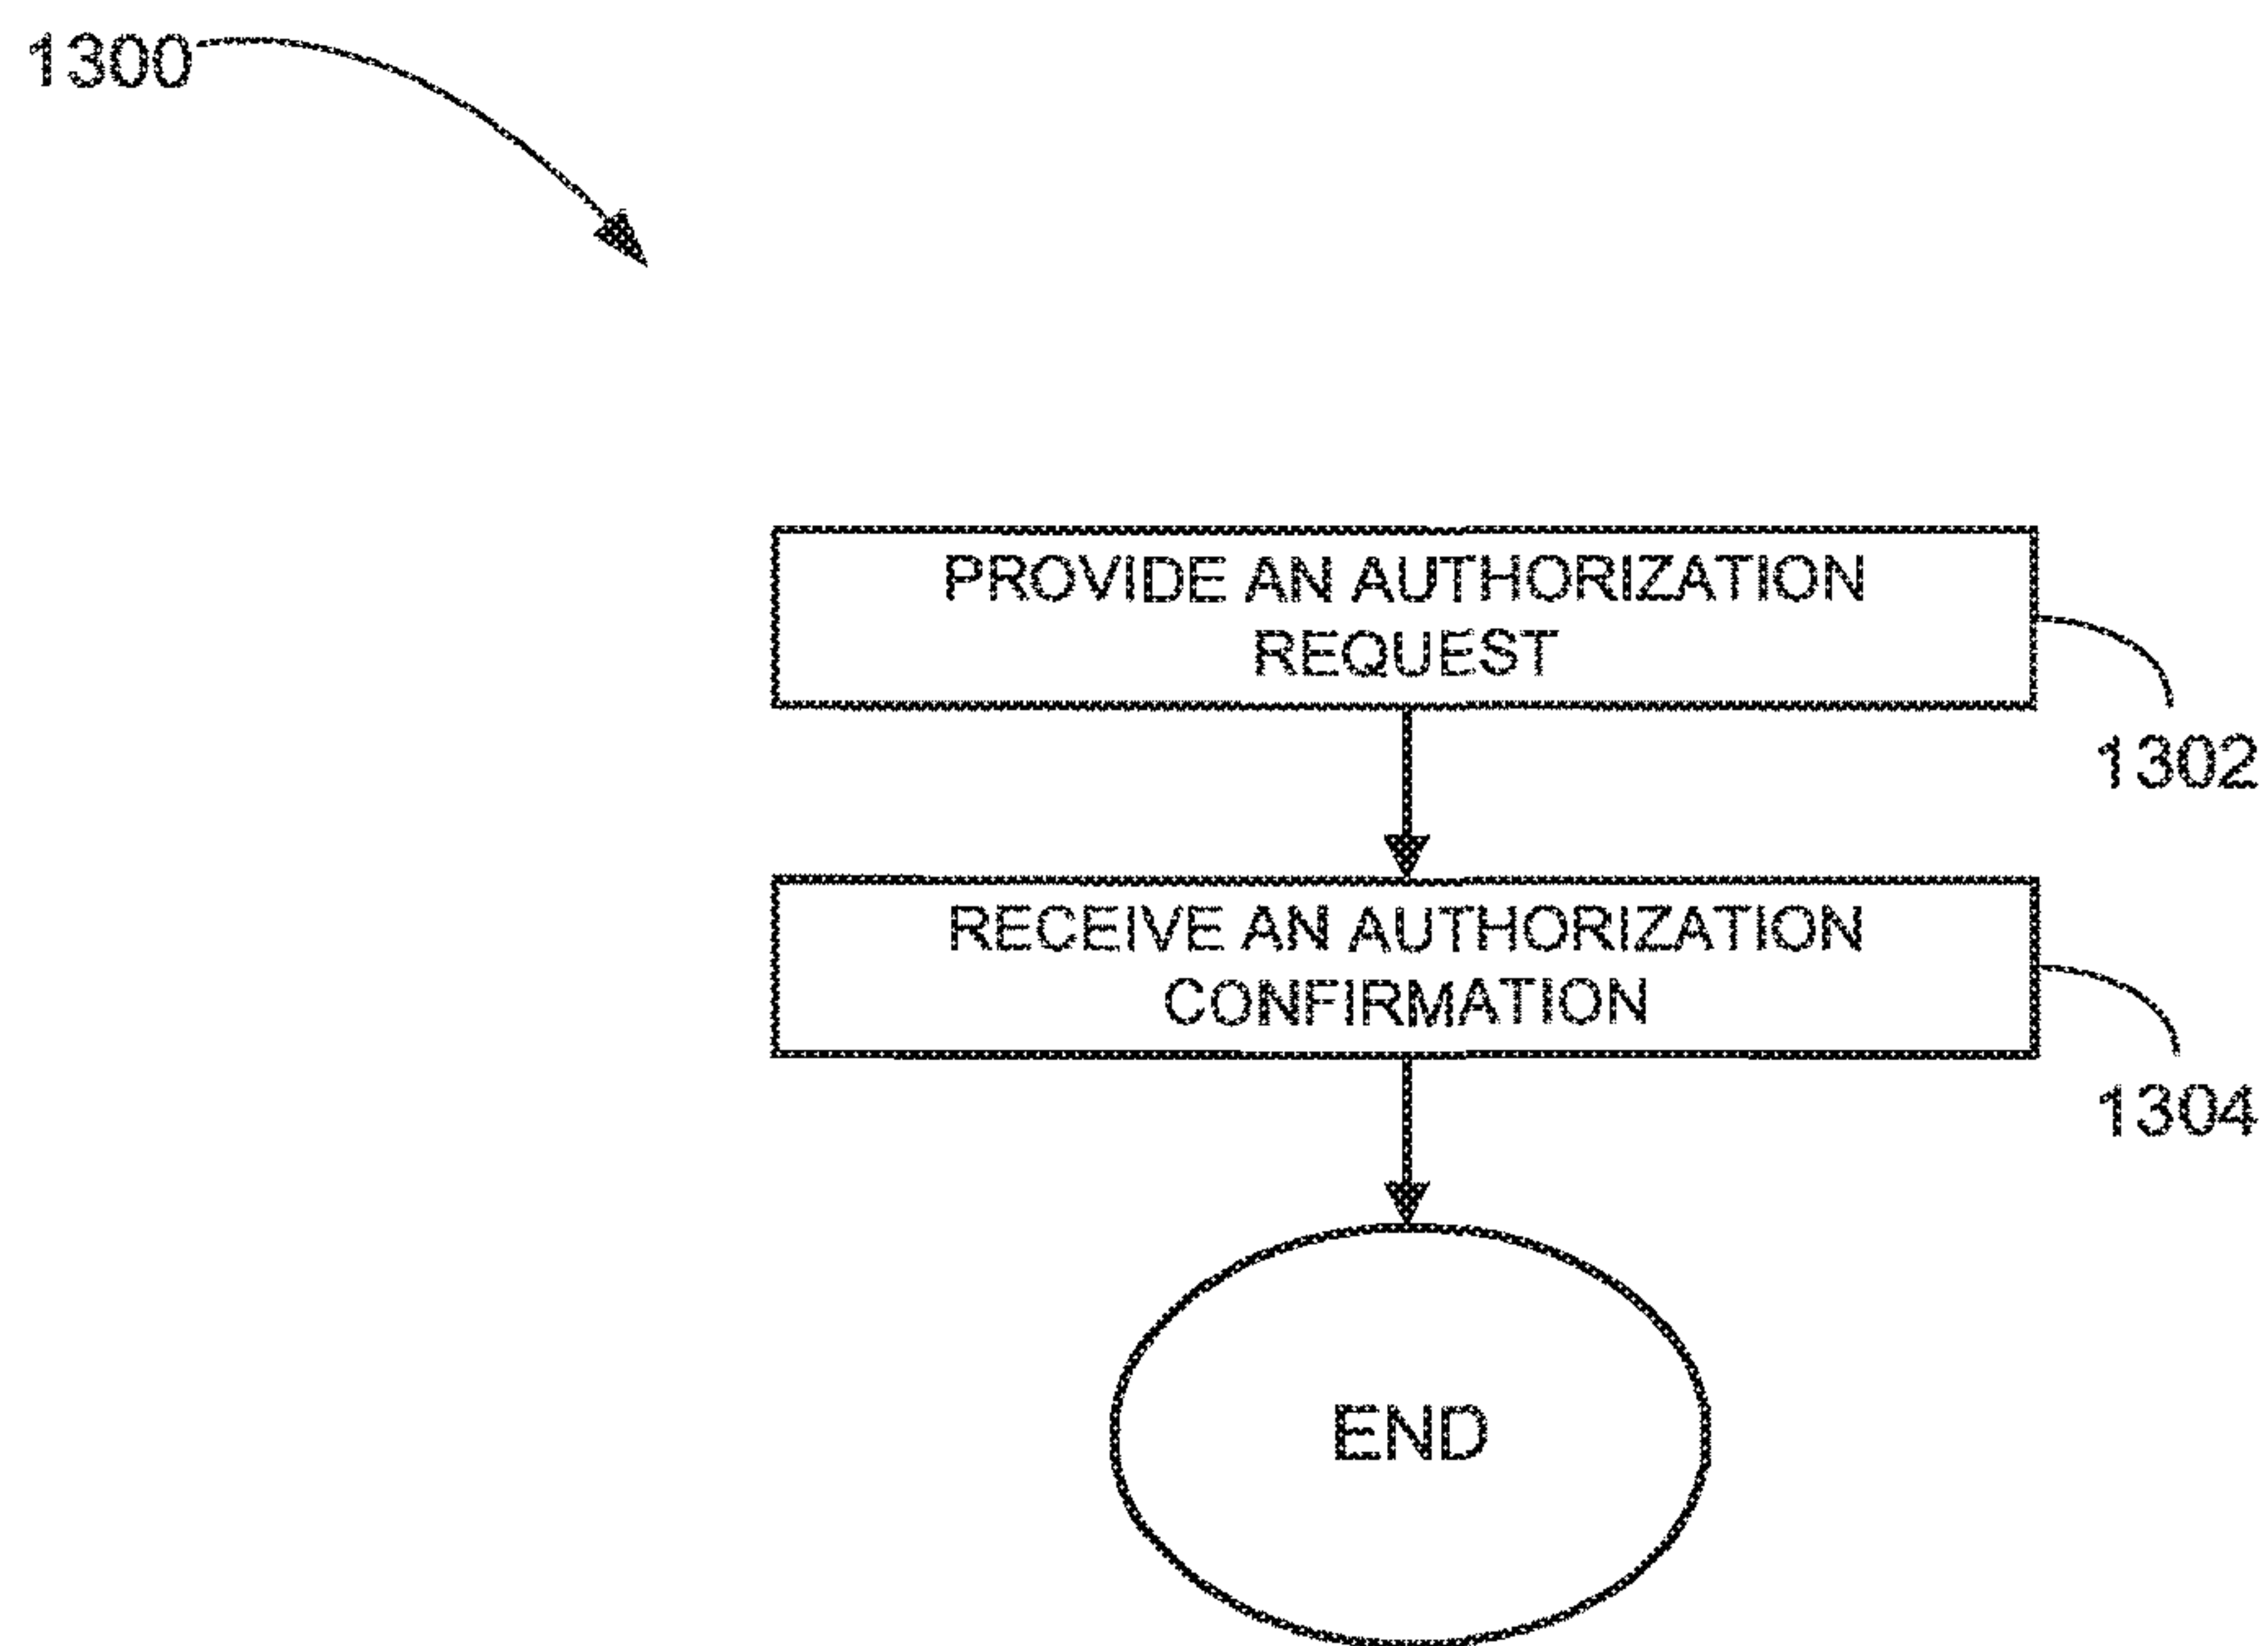 1300
PROVIDE AN AUTHORIZATION
REQUEST
1302
RECEIVE AN AUTHORIZATION
CONFIRMATION
1304
END